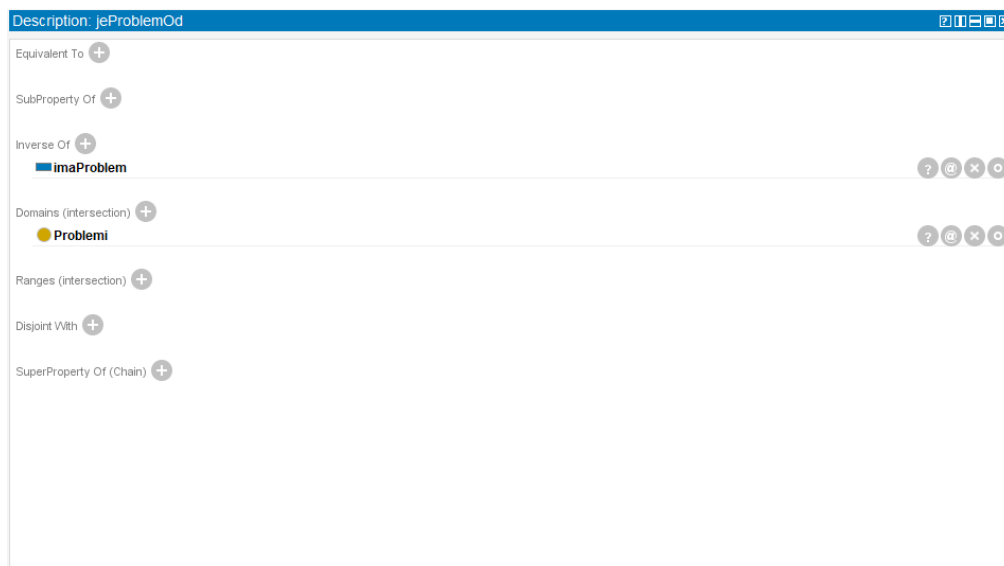 Description: jeProblemOd
Equivalent To
SubProperty Of
Inverse Of
imaProblem
Domains (intersection)
Problemi
Ranges (intersection)
Disjoint With
SuperProperty Of (Chain)